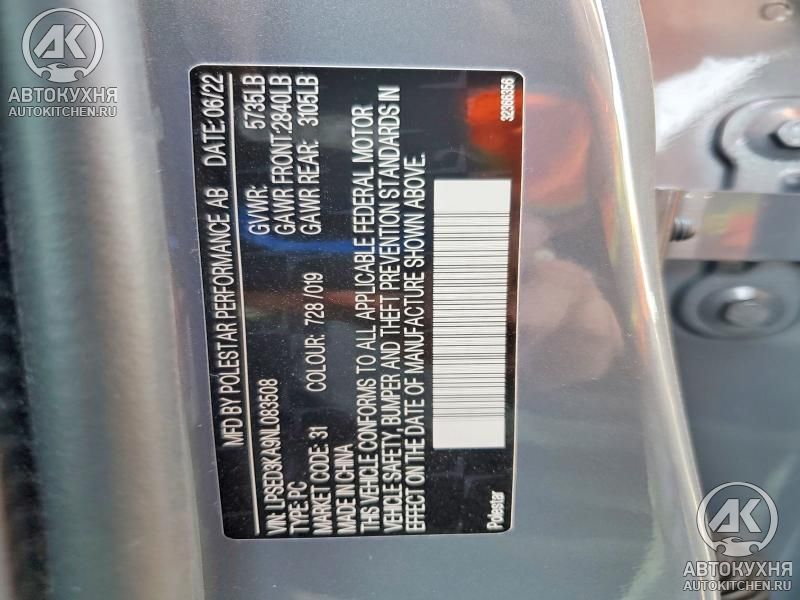 MFD BY POLESTAR PERFORMANCE AB DATE: 06/22
VIN: LPSED3KA9NL083508 GVWR: 5735LB
TYPE: PC GAWR FRONT: 2840LB
MARKET CODE: 31 COLOUR: 728 /019 GAWR REAR: 3105LB
MADE IN CHINA
THIS VEHICLE CONFORMS TO ALL APPLICABLE FEDERAL MOTOR
VEHICLE SAFETY, BUMPER AND THEFT PREVENTION STANDARDS IN
EFFECT ON THE DATE OF MANUFACTURE SHOWN ABOVE.
Polestar 32366356
АК
АВТОКУХНЯ
AUTOKITCHEN.RU
АК
АВТОКУХНЯ
AUTOKITCHEN.RU